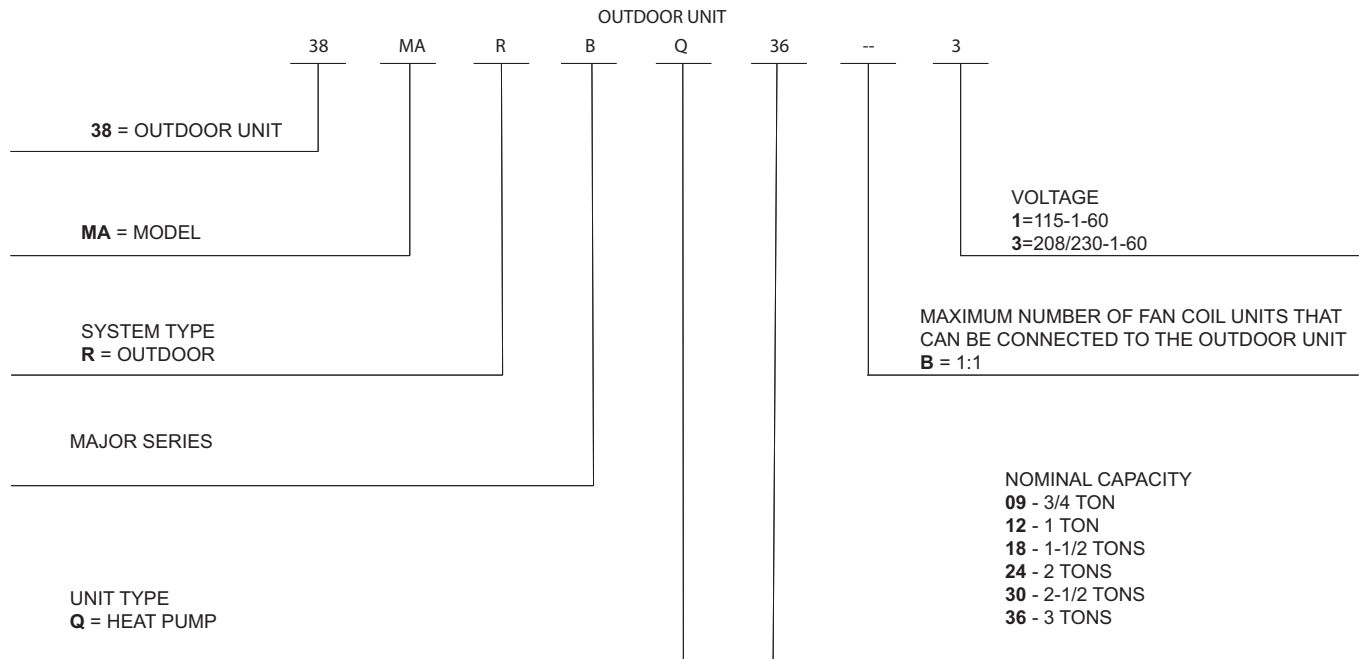 OUTDOOR UNIT
38 MA R B Q 36 -- 3
38 = OUTDOOR UNIT
MA = MODEL
SYSTEM TYPE
R = OUTDOOR
MAJOR SERIES
UNIT TYPE
Q = HEAT PUMP
VOLTAGE
1=115-1-60
3=208/230-1-60
MAXIMUM NUMBER OF FAN COIL UNITS THAT
CAN BE CONNECTED TO THE OUTDOOR UNIT
B = 1:1
NOMINAL CAPACITY
09 - 3/4 TON
12 - 1 TON
18 - 1-1/2 TONS
24 - 2 TONS
30 - 2-1/2 TONS
36 - 3 TONS